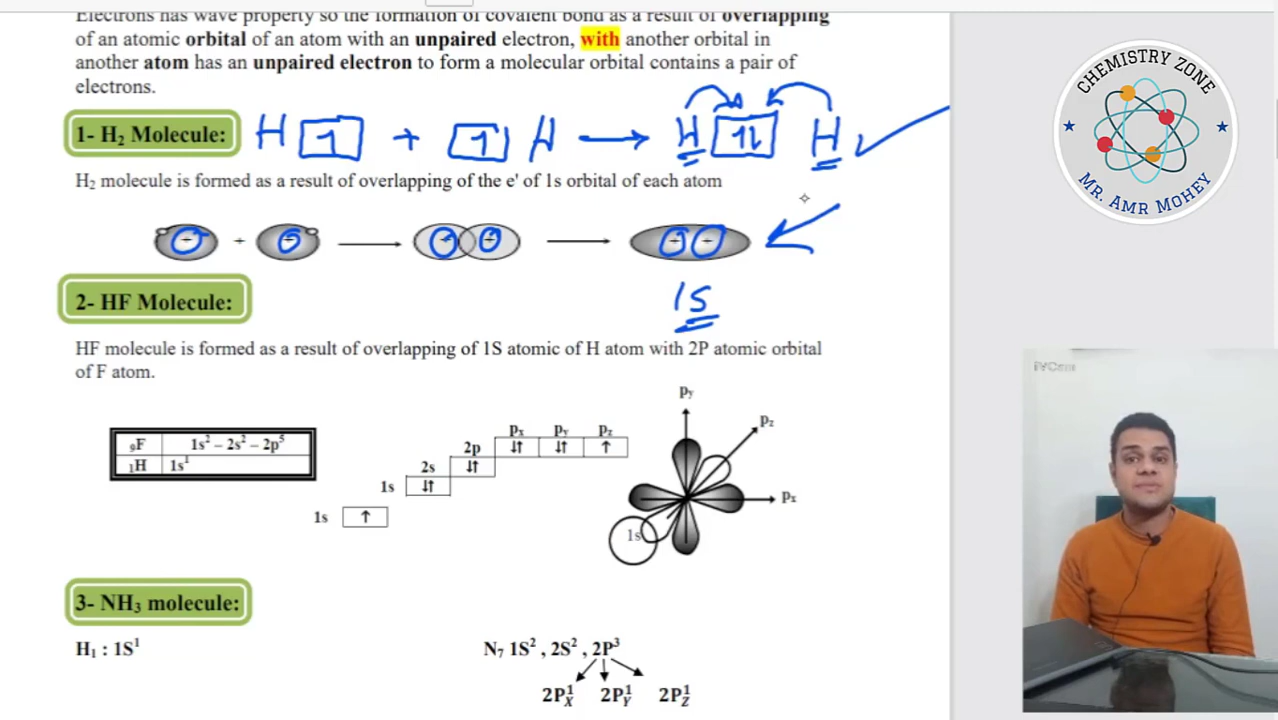 Electrons has wave property so the formation of covalent bond as a result of overlapping
of an atomic orbital of an atom with an unpaired electron, with another orbital in
another atom has an unpaired electron to form a molecular orbital contains a pair of
electrons.
1- H₂ Molecule:
H 1 + 1 H → H 1L H
H₂ molecule is formed as a result of overlapping of the e' of 1s orbital of each atom
+
1S
2- HF Molecule:
HF molecule is formed as a result of overlapping of 1S atomic of H atom with 2P atomic orbital
of F atom.
₉F 1s² – 2s² – 2p⁵
₁H 1s¹
Px Py Pz
2p ↓↑ ↓↑ ↑
2s ↓↑
1s ↓↑
1s ↑
Py
Pz
Px
1s
3- NH₃ molecule:
H₁ : 1S¹
N₇ 1S² , 2S² , 2P³
2P¹X 2P¹Y 2P¹Z
CHEMISTRY ZONE
MR. AMR MOHEY
iVCam